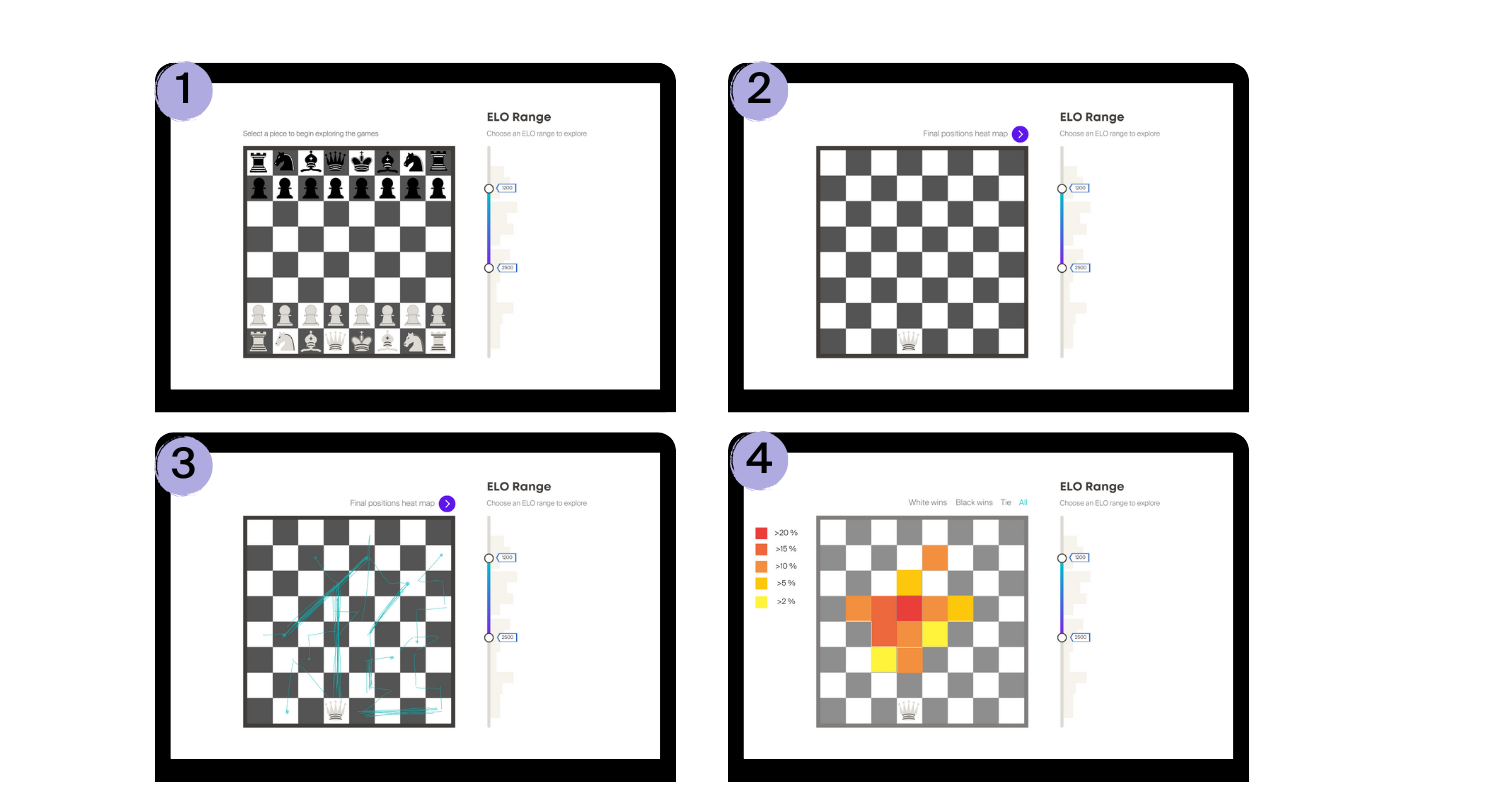 1
ELO Range
Select a piece to begin exploring the games
Choose an ELO range to explore
1200
2500
2
ELO Range
Final positions heat map
Choose an ELO range to explore
1200
2500
3
ELO Range
Final positions heat map
Choose an ELO range to explore
1200
2500
4
ELO Range
White wins Black wins Tie All
Choose an ELO range to explore
>20 %
>15 %
>10 %
>5 %
>2 %
1200
2500